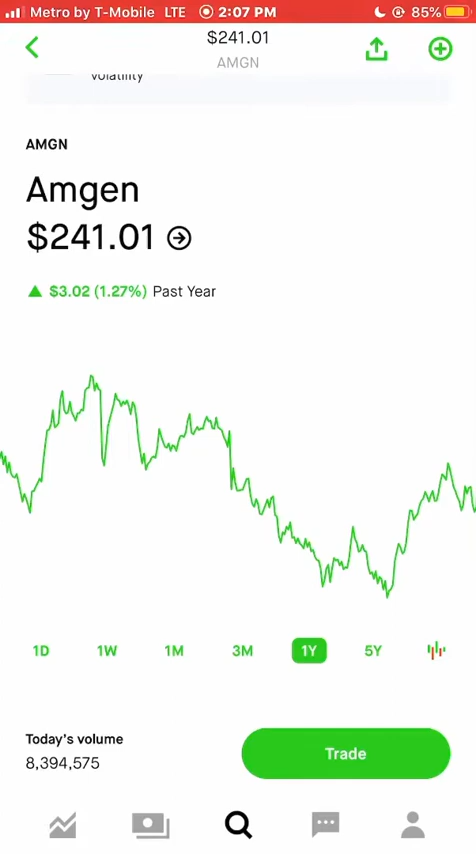 Metro by T-Mobile LTE 2:07 PM 85%
$241.01
AMGN
volatility
AMGN
Amgen
$241.01
$3.02 (1.27%) Past Year
1D 1W 1M 3M 1Y 5Y
Today's volume
8,394,575
Trade